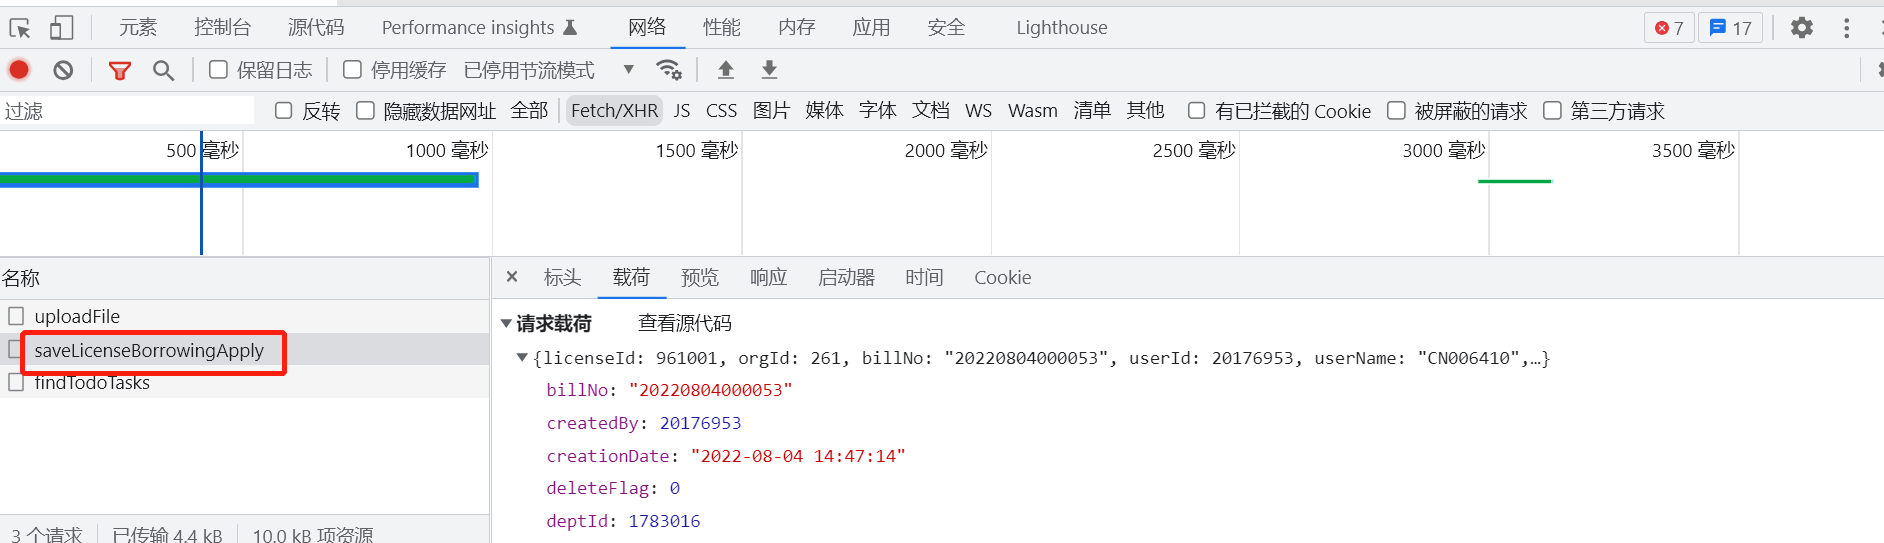 元素 控制台 源代码 Performance insights 网络 性能 内存 应用 安全 Lighthouse 7 17
保留日志 停用缓存 已停用节流模式
过滤 反转 隐藏数据网址 全部 Fetch/XHR JS CSS 图片 媒体 字体 文档 WS Wasm 清单 其他 有已拦截的 Cookie 被屏蔽的请求 第三方请求
500 毫秒 1000 毫秒 1500 毫秒 2000 毫秒 2500 毫秒 3000 毫秒 3500 毫秒
名称
uploadFile
saveLicenseBorrowingApply
findTodoTasks
3 个请求 已传输 4.4 kB 10.0 kB 项资源
× 标头 载荷 预览 响应 启动器 时间 Cookie
请求载荷 查看源代码
{licenseId: 961001, orgId: 261, billNo: "20220804000053", userId: 20176953, userName: "CN006410",…}
billNo: "20220804000053"
createdBy: 20176953
creationDate: "2022-08-04 14:47:14"
deleteFlag: 0
deptId: 1783016